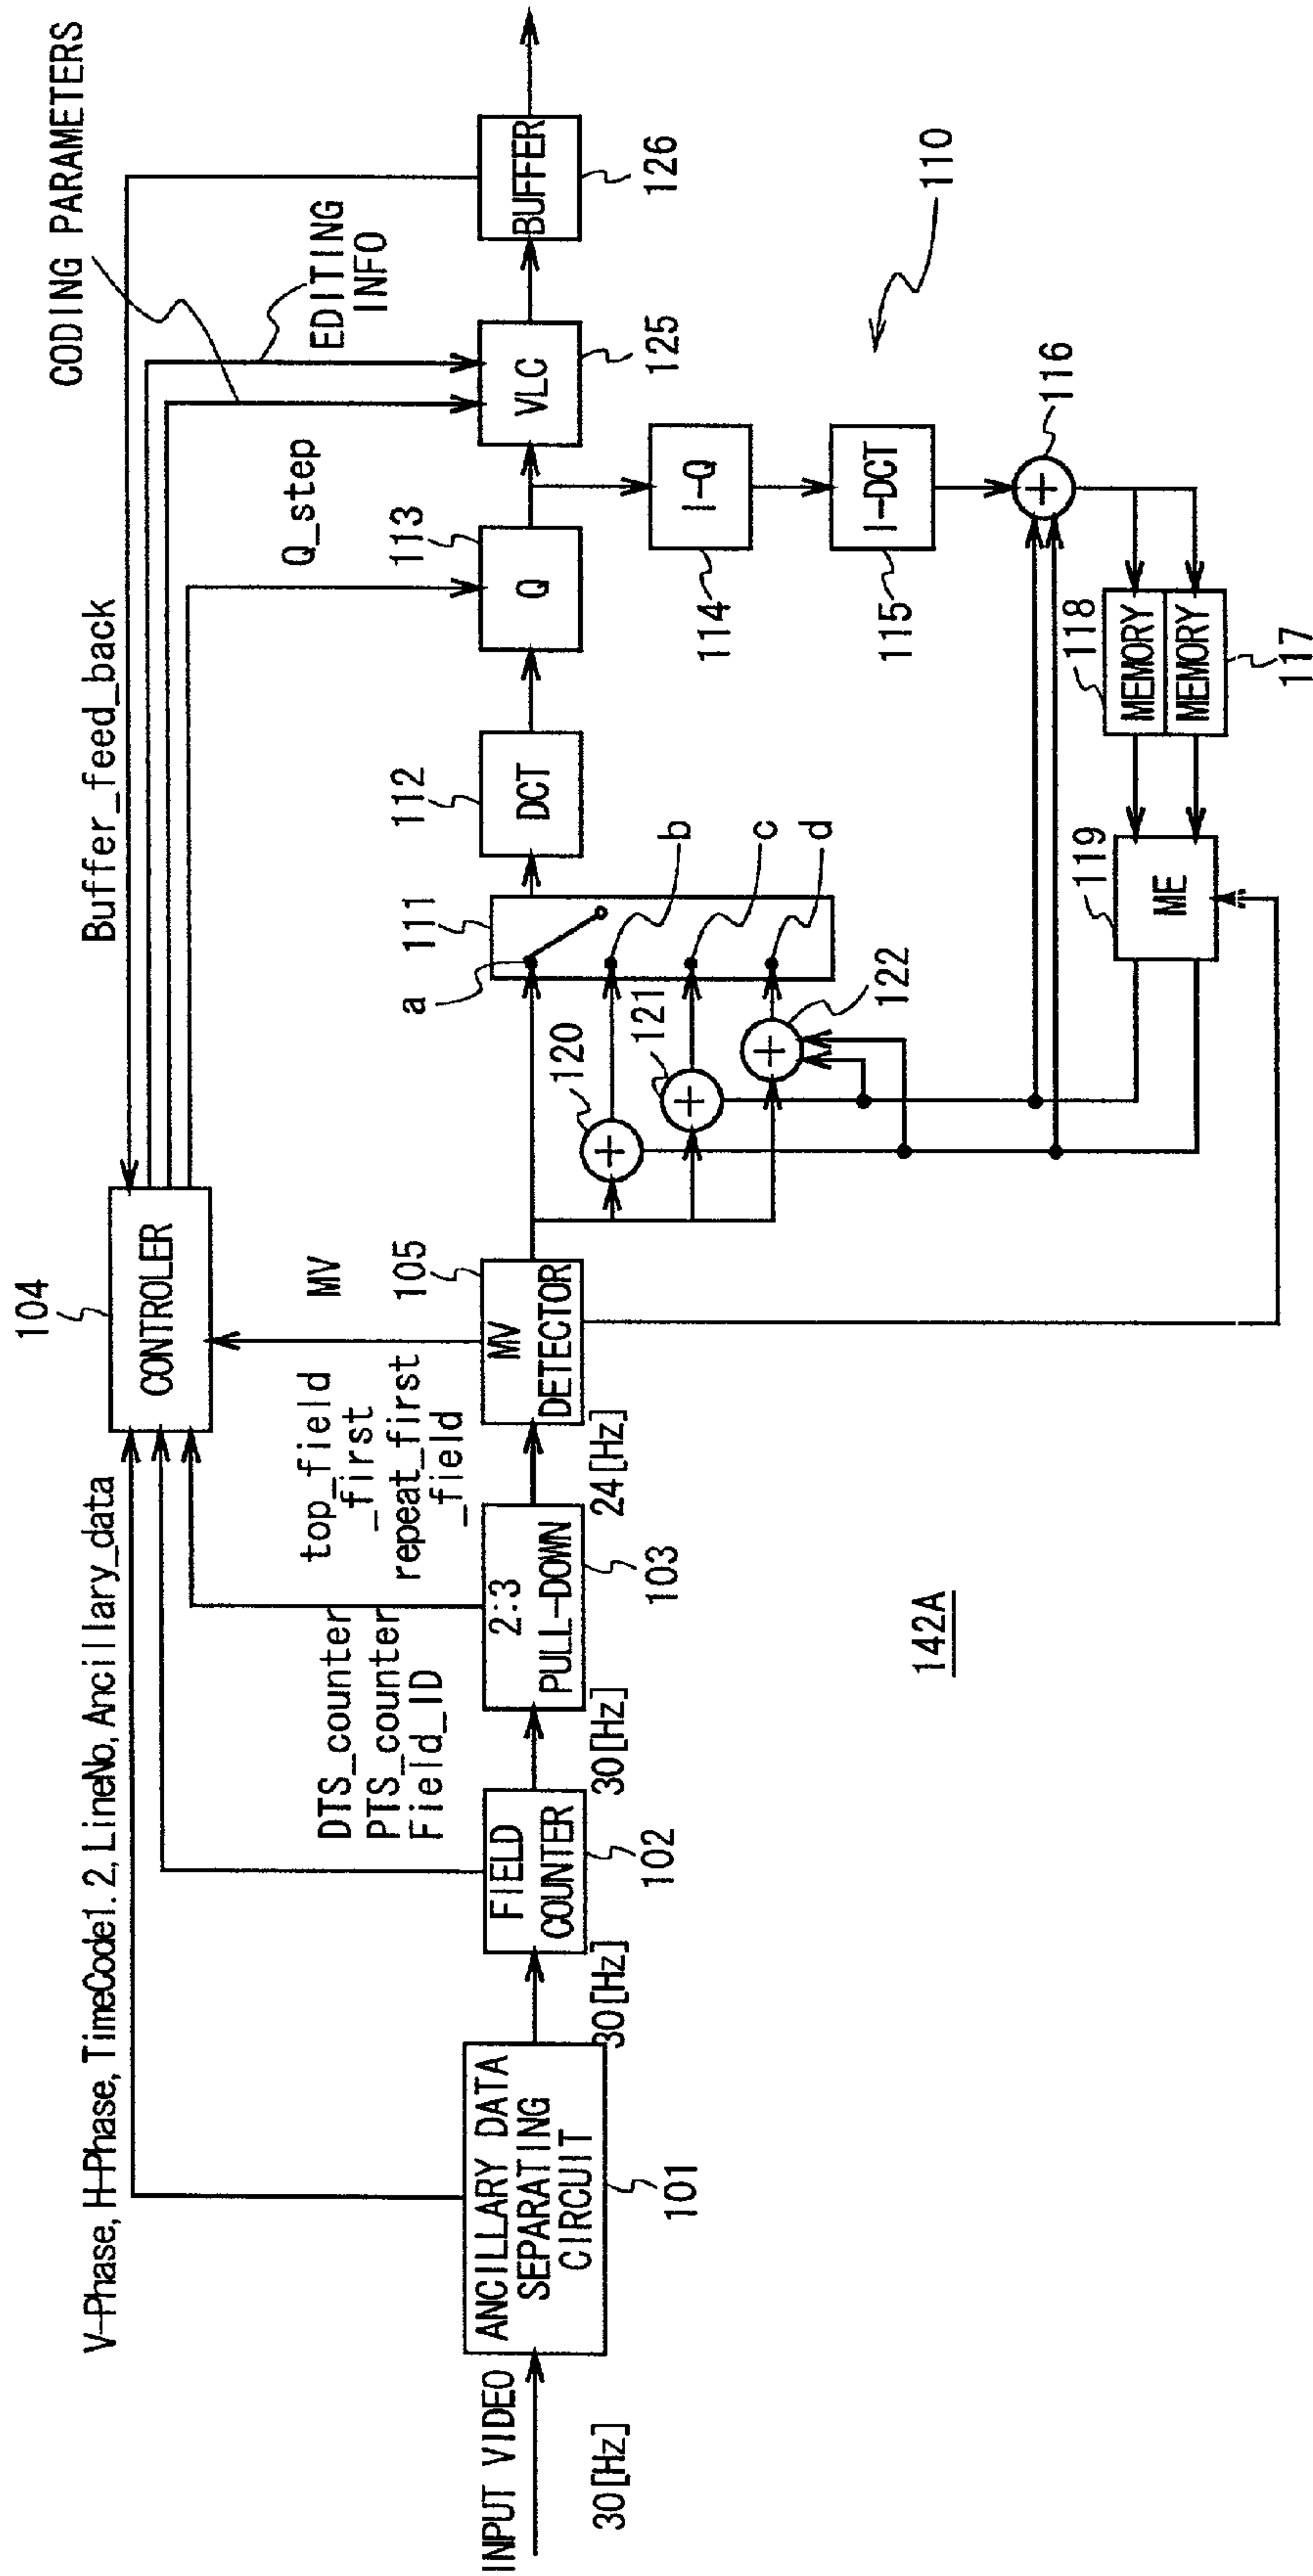 104
CONTROLER
V-Phase, H-Phase, TimeCode1. 2, LineNo, Ancillary_data
Buffer_feed_back
CODING PARAMETERS
EDITING
INFO
Q_step
MV
top_field
_first
repeat_first
_field
DTS_counter
PTS_counter
Field_ID
INPUT VIDEO
30[Hz]
ANCILLARY DATA
SEPARATING
CIRCUIT
101
30[Hz]
FIELD
COUNTER
102
30[Hz]
2:3
PULL-DOWN
103
24[Hz]
MV
DETECTOR
105
a
111
b
c
d
120
121
122
DCT
112
Q
113
VLC
125
BUFFER
126
I-Q
114
I-DCT
115
116
110
MEMORY
118
MEMORY
117
ME
119
142A